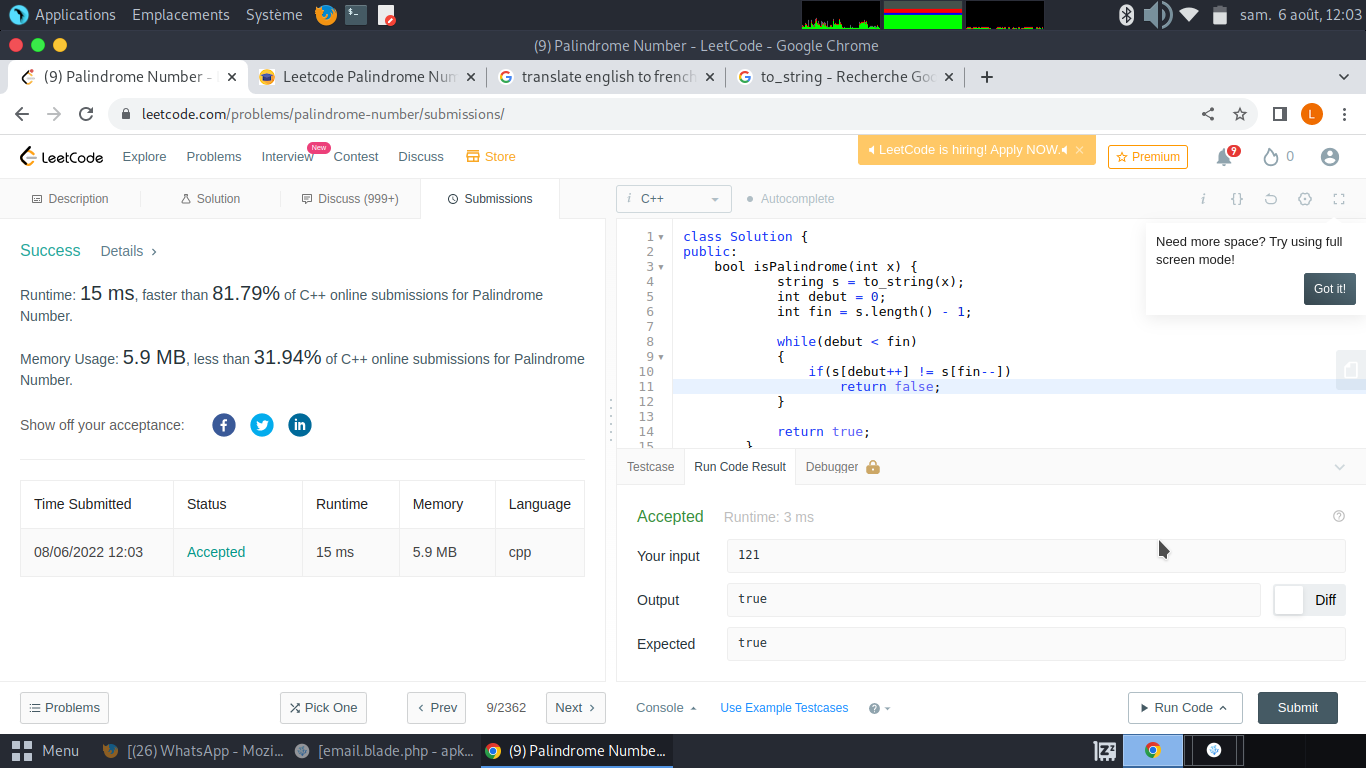 Applications Emplacements Système sam. 6 août, 12:03
(9) Palindrome Number - LeetCode - Google Chrome
(9) Palindrome Number - Leetcode Palindrome Num translate english to french to_string - Recherche Goo
leetcode.com/problems/palindrome-number/submissions/ L
LeetCode Explore Problems Interview New Contest Discuss Store LeetCode is hiring! Apply NOW. Premium 9 0
Description Solution Discuss (999+) Submissions i C++ Autocomplete i {}
Success Details
Runtime: 15 ms, faster than 81.79% of C++ online submissions for Palindrome
Number.
Memory Usage: 5.9 MB, less than 31.94% of C++ online submissions for Palindrome
Number.
Show off your acceptance:
Time Submitted Status Runtime Memory Language
08/06/2022 12:03 Accepted 15 ms 5.9 MB cpp
1 class Solution {
2 public:
3 bool isPalindrome(int x) {
4 string s = to_string(x);
5 int debut = 0;
6 int fin = s.length() - 1;
7
8 while(debut < fin)
9 {
10 if(s[debut++] != s[fin--])
11 return false;
12 }
13
14 return true;
15 }
Need more space? Try using full
screen mode!
Got it!
Testcase Run Code Result Debugger
Accepted Runtime: 3 ms
Your input 121
Output true Diff
Expected true
Problems Pick One Prev 9/2362 Next Console Use Example Testcases Run Code Submit
Menu [(26) WhatsApp - Mozi... [email.blade.php - apk... (9) Palindrome Numbe...